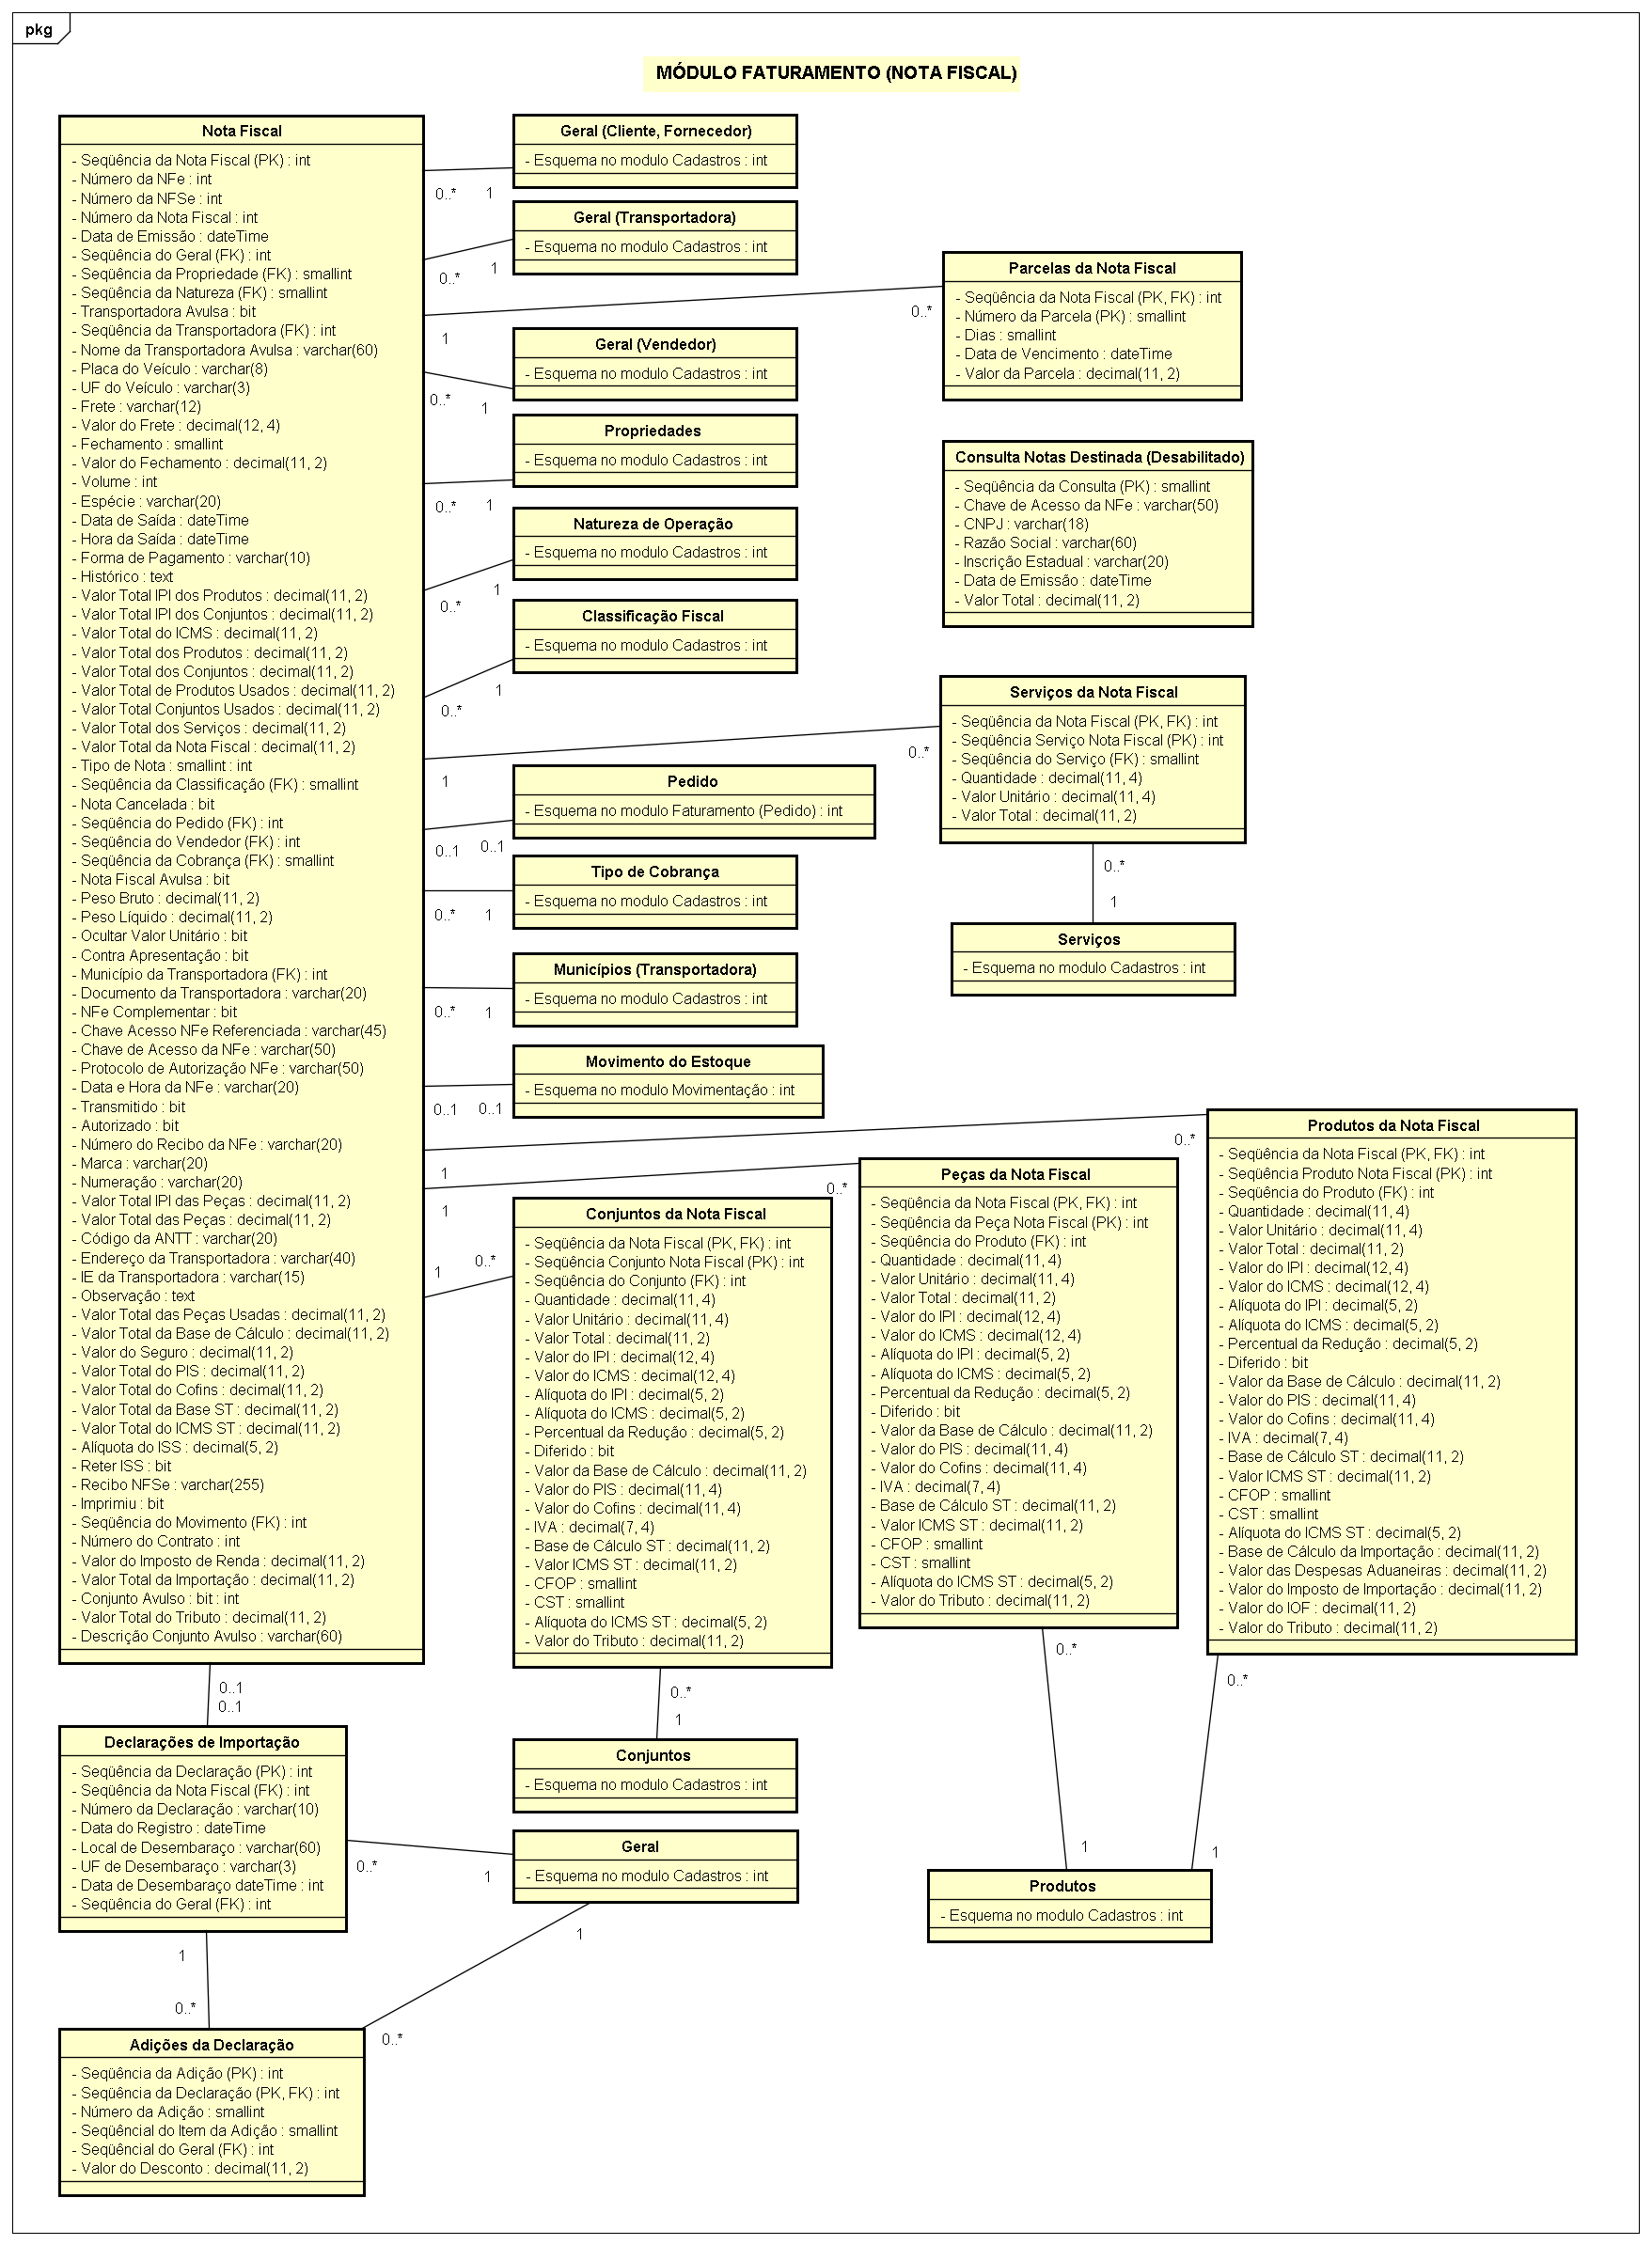 pkg
MÓDULO FATURAMENTO (NOTA FISCAL)
Nota Fiscal
- Seqüência da Nota Fiscal (PK) : int
- Número da NFe : int
- Número da NFSe : int
- Número da Nota Fiscal : int
- Data de Emissão : dateTime
- Seqüência do Geral (FK) : int
- Seqüência da Propriedade (FK) : smallint
- Seqüência da Natureza (FK) : smallint
- Transportadora Avulsa : bit
- Seqüência da Transportadora (FK) : int
- Nome da Transportadora Avulsa : varchar(60)
- Placa do Veículo : varchar(8)
- UF do Veículo : varchar(3)
- Frete : varchar(12)
- Valor do Frete : decimal(12, 4)
- Fechamento : smallint
- Valor do Fechamento : decimal(11, 2)
- Volume : int
- Espécie : varchar(20)
- Data de Saída : dateTime
- Hora da Saída : dateTime
- Forma de Pagamento : varchar(10)
- Histórico : text
- Valor Total IPI dos Produtos : decimal(11, 2)
- Valor Total IPI dos Conjuntos : decimal(11, 2)
- Valor Total do ICMS : decimal(11, 2)
- Valor Total dos Produtos : decimal(11, 2)
- Valor Total dos Conjuntos : decimal(11, 2)
- Valor Total de Produtos Usados : decimal(11, 2)
- Valor Total Conjuntos Usados : decimal(11, 2)
- Valor Total dos Serviços : decimal(11, 2)
- Valor Total da Nota Fiscal : decimal(11, 2)
- Tipo de Nota : smallint : int
- Seqüência da Classificação (FK) : smallint
- Nota Cancelada : bit
- Seqüência do Pedido (FK) : int
- Seqüência do Vendedor (FK) : int
- Seqüência da Cobrança (FK) : smallint
- Nota Fiscal Avulsa : bit
- Peso Bruto : decimal(11, 2)
- Peso Líquido : decimal(11, 2)
- Ocultar Valor Unitário : bit
- Contra Apresentação : bit
- Município da Transportadora (FK) : int
- Documento da Transportadora : varchar(20)
- NFe Complementar : bit
- Chave Acesso NFe Referenciada : varchar(45)
- Chave de Acesso da NFe : varchar(50)
- Protocolo de Autorização NFe : varchar(50)
- Data e Hora da NFe : varchar(20)
- Transmitido : bit
- Autorizado : bit
- Número do Recibo da NFe : varchar(20)
- Marca : varchar(20)
- Numeração : varchar(20)
- Valor Total IPI das Peças : decimal(11, 2)
- Valor Total das Peças : decimal(11, 2)
- Código da ANTT : varchar(20)
- Endereço da Transportadora : varchar(40)
- IE da Transportadora : varchar(15)
- Observação : text
- Valor Total das Peças Usadas : decimal(11, 2)
- Valor Total da Base de Cálculo : decimal(11, 2)
- Valor do Seguro : decimal(11, 2)
- Valor Total do PIS : decimal(11, 2)
- Valor Total do Cofins : decimal(11, 2)
- Valor Total da Base ST : decimal(11, 2)
- Valor Total do ICMS ST : decimal(11, 2)
- Alíquota do ISS : decimal(5, 2)
- Reter ISS : bit
- Recibo NFSe : varchar(255)
- Imprimiu : bit
- Seqüência do Movimento (FK) : int
- Número do Contrato : int
- Valor do Imposto de Renda : decimal(11, 2)
- Valor Total da Importação : decimal(11, 2)
- Conjunto Avulso : bit : int
- Valor Total do Tributo : decimal(11, 2)
- Descrição Conjunto Avulso : varchar(60)
Geral (Cliente, Fornecedor)
- Esquema no modulo Cadastros : int
0..* 1
Geral (Transportadora)
- Esquema no modulo Cadastros : int
0..* 1
Parcelas da Nota Fiscal
- Seqüência da Nota Fiscal (PK, FK) : int
- Número da Parcela (PK) : smallint
- Dias : smallint
- Data de Vencimento : dateTime
- Valor da Parcela : decimal(11, 2)
1 0..*
Geral (Vendedor)
- Esquema no modulo Cadastros : int
0..* 1
Propriedades
- Esquema no modulo Cadastros : int
0..* 1
Consulta Notas Destinada (Desabilitado)
- Seqüência da Consulta (PK) : smallint
- Chave de Acesso da NFe : varchar(50)
- CNPJ : varchar(18)
- Razão Social : varchar(60)
- Inscrição Estadual : varchar(20)
- Data de Emissão : dateTime
- Valor Total : decimal(11, 2)
Natureza de Operação
- Esquema no modulo Cadastros : int
0..* 1
Classificação Fiscal
- Esquema no modulo Cadastros : int
0..* 1
Serviços da Nota Fiscal
- Seqüência da Nota Fiscal (PK, FK) : int
- Seqüência Serviço Nota Fiscal (PK) : int
- Seqüência do Serviço (FK) : smallint
- Quantidade : decimal(11, 4)
- Valor Unitário : decimal(11, 4)
- Valor Total : decimal(11, 2)
1 0..*
0..*
1
Serviços
- Esquema no modulo Cadastros : int
Pedido
- Esquema no modulo Faturamento (Pedido) : int
0..1 0..1
Tipo de Cobrança
- Esquema no modulo Cadastros : int
0..* 1
Municípios (Transportadora)
- Esquema no modulo Cadastros : int
0..* 1
Movimento do Estoque
- Esquema no modulo Movimentação : int
0..1 0..1
1 0..*
1 0..*
1 0..*
Conjuntos da Nota Fiscal
- Seqüência da Nota Fiscal (PK, FK) : int
- Seqüência Conjunto Nota Fiscal (PK) : int
- Seqüência do Conjunto (FK) : int
- Quantidade : decimal(11, 4)
- Valor Unitário : decimal(11, 4)
- Valor Total : decimal(11, 2)
- Valor do IPI : decimal(12, 4)
- Valor do ICMS : decimal(12, 4)
- Alíquota do IPI : decimal(5, 2)
- Alíquota do ICMS : decimal(5, 2)
- Percentual da Redução : decimal(5, 2)
- Diferido : bit
- Valor da Base de Cálculo : decimal(11, 2)
- Valor do PIS : decimal(11, 4)
- Valor do Cofins : decimal(11, 4)
- IVA : decimal(7, 4)
- Base de Cálculo ST : decimal(11, 2)
- Valor ICMS ST : decimal(11, 2)
- CFOP : smallint
- CST : smallint
- Alíquota do ICMS ST : decimal(5, 2)
- Valor do Tributo : decimal(11, 2)
Peças da Nota Fiscal
- Seqüência da Nota Fiscal (PK, FK) : int
- Seqüência da Peça Nota Fiscal (PK) : int
- Seqüência do Produto (FK) : int
- Quantidade : decimal(11, 4)
- Valor Unitário : decimal(11, 4)
- Valor Total : decimal(11, 2)
- Valor do IPI : decimal(12, 4)
- Valor do ICMS : decimal(12, 4)
- Alíquota do IPI : decimal(5, 2)
- Alíquota do ICMS : decimal(5, 2)
- Percentual da Redução : decimal(5, 2)
- Diferido : bit
- Valor da Base de Cálculo : decimal(11, 2)
- Valor do PIS : decimal(11, 4)
- Valor do Cofins : decimal(11, 4)
- IVA : decimal(7, 4)
- Base de Cálculo ST : decimal(11, 2)
- Valor ICMS ST : decimal(11, 2)
- CFOP : smallint
- CST : smallint
- Alíquota do ICMS ST : decimal(5, 2)
- Valor do Tributo : decimal(11, 2)
Produtos da Nota Fiscal
- Seqüência da Nota Fiscal (PK, FK) : int
- Seqüência Produto Nota Fiscal (PK) : int
- Seqüência do Produto (FK) : int
- Quantidade : decimal(11, 4)
- Valor Unitário : decimal(11, 4)
- Valor Total : decimal(11, 2)
- Valor do IPI : decimal(12, 4)
- Valor do ICMS : decimal(12, 4)
- Alíquota do IPI : decimal(5, 2)
- Alíquota do ICMS : decimal(5, 2)
- Percentual da Redução : decimal(5, 2)
- Diferido : bit
- Valor da Base de Cálculo : decimal(11, 2)
- Valor do PIS : decimal(11, 4)
- Valor do Cofins : decimal(11, 4)
- IVA : decimal(7, 4)
- Base de Cálculo ST : decimal(11, 2)
- Valor ICMS ST : decimal(11, 2)
- CFOP : smallint
- CST : smallint
- Alíquota do ICMS ST : decimal(5, 2)
- Base de Cálculo da Importação : decimal(11, 2)
- Valor das Despesas Aduaneiras : decimal(11, 2)
- Valor do Imposto de Importação : decimal(11, 2)
- Valor do IOF : decimal(11, 2)
- Valor do Tributo : decimal(11, 2)
0..1
0..1
Declarações de Importação
- Seqüência da Declaração (PK) : int
- Seqüência da Nota Fiscal (FK) : int
- Número da Declaração : varchar(10)
- Data do Registro : dateTime
- Local de Desembaraço : varchar(60)
- UF de Desembaraço : varchar(3)
- Data de Desembaraço dateTime : int
- Seqüência do Geral (FK) : int
0..*
1
Conjuntos
- Esquema no modulo Cadastros : int
0..* 1
Geral
- Esquema no modulo Cadastros : int
0..*
1
0..*
1
Produtos
- Esquema no modulo Cadastros : int
1
0..*
1
0..*
Adições da Declaração
- Seqüência da Adição (PK) : int
- Seqüência da Declaração (PK, FK) : int
- Número da Adição : smallint
- Seqüêncial do Item da Adição : smallint
- Seqüêncial do Geral (FK) : int
- Valor do Desconto : decimal(11, 2)